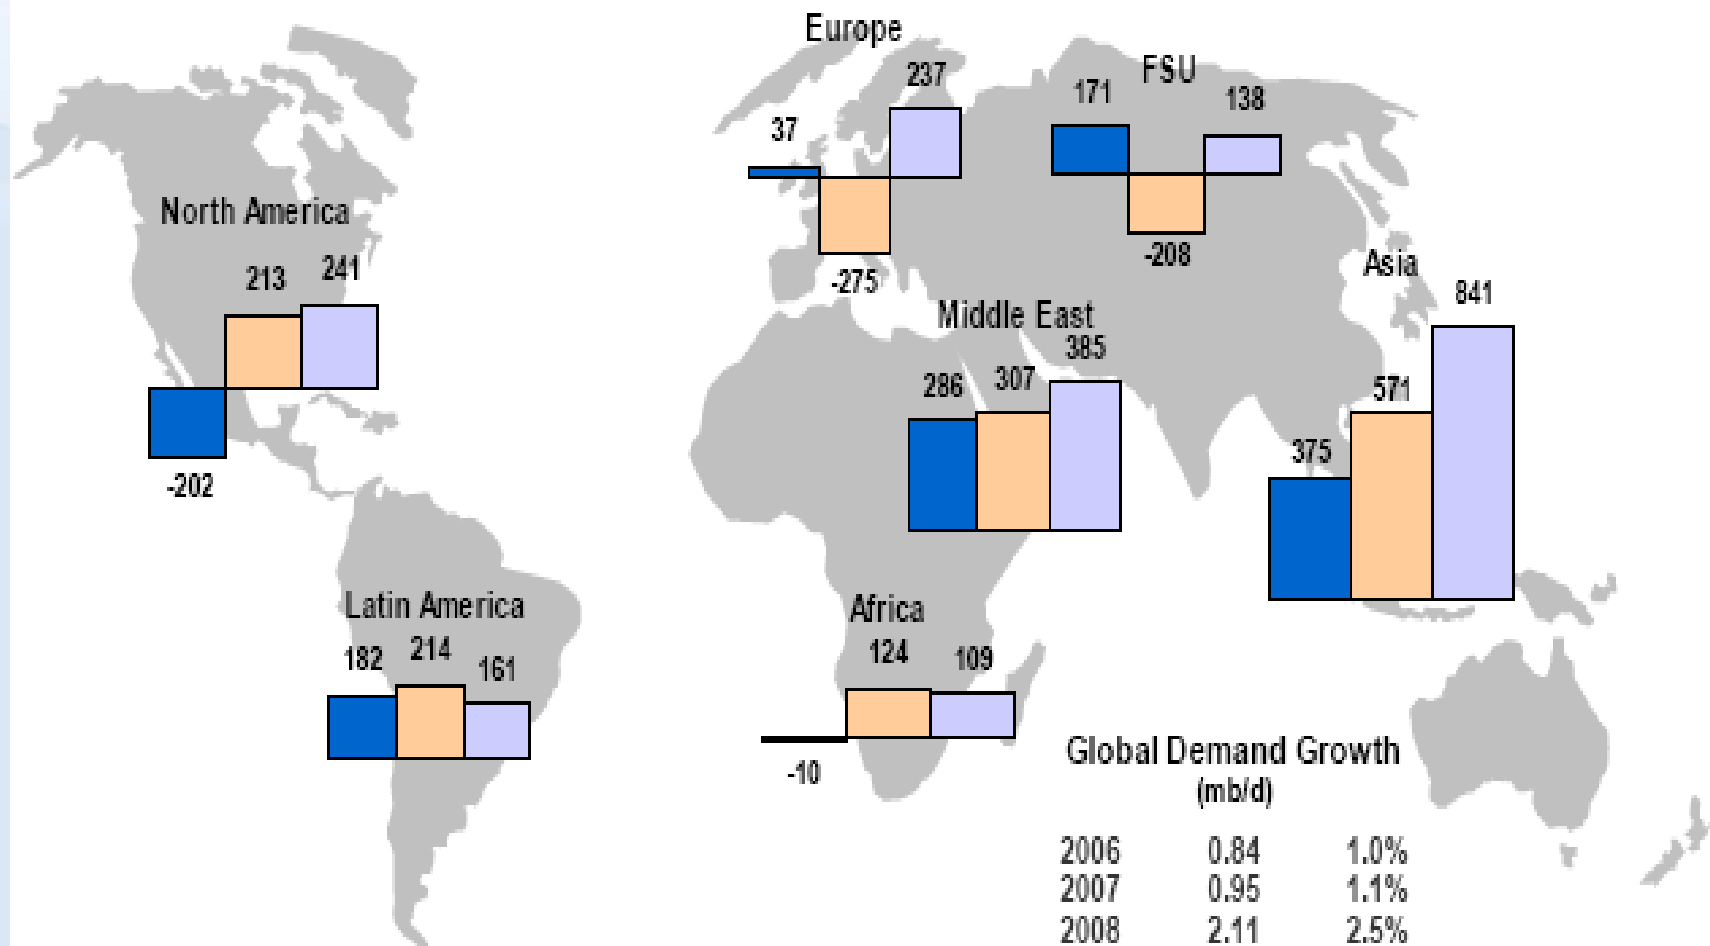 Europe
37
-275
237
FSU
171
-208
138
North America
-202
213
241
Asia
375
571
841
Middle East
286
307
385
Latin America
182
214
161
Africa
-10
124
109
Global Demand Growth
(mb/d)
2006 0.84 1.0%
2007 0.95 1.1%
2008 2.11 2.5%